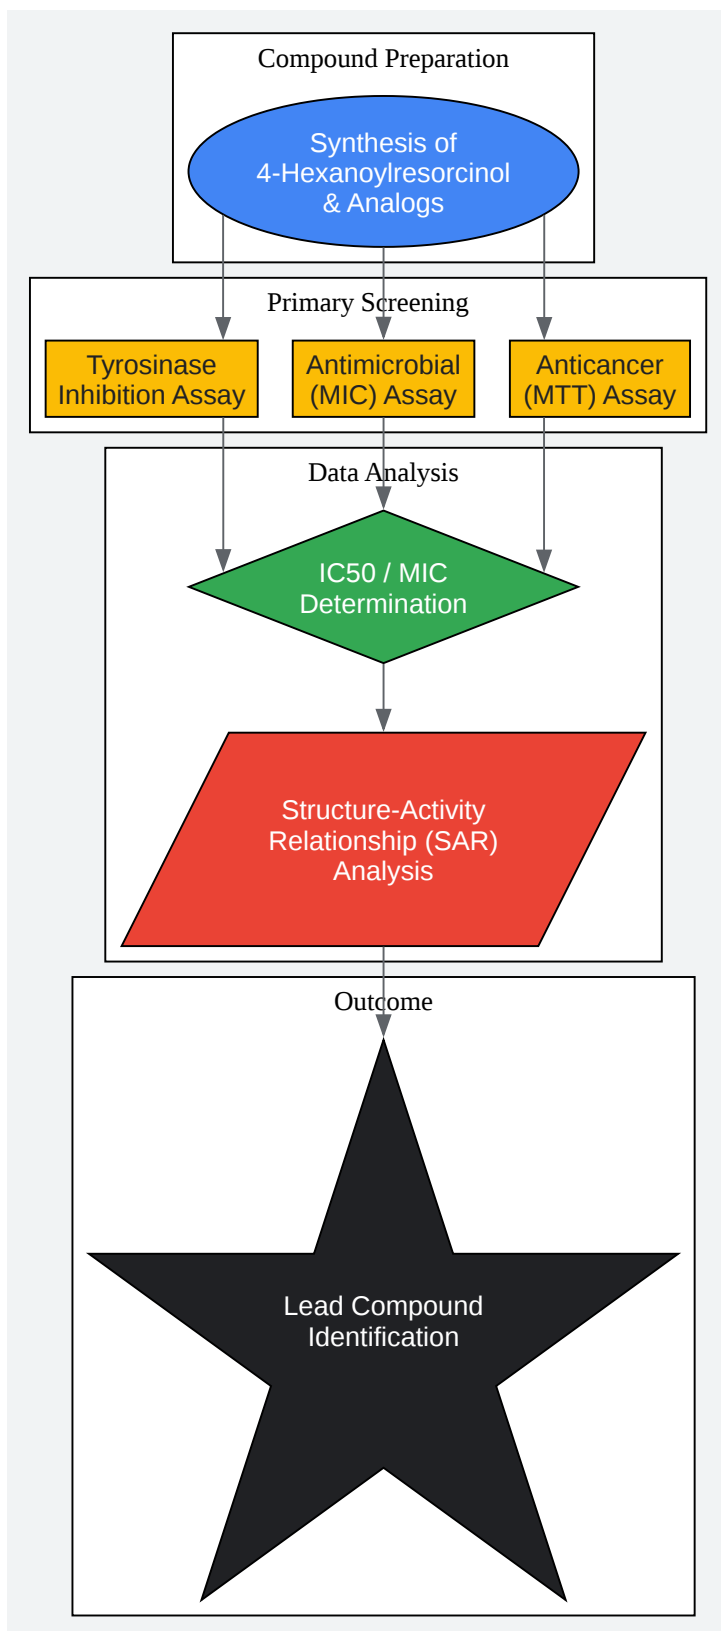 Compound Preparation
Synthesis of
4-Hexanoylresorcinol
& Analogs
Primary Screening
Tyrosinase
Inhibition Assay
Antimicrobial
(MIC) Assay
Anticancer
(MTT) Assay
Data Analysis
IC50 / MIC
Determination
Structure-Activity
Relationship (SAR)
Analysis
Outcome
Lead Compound
Identification